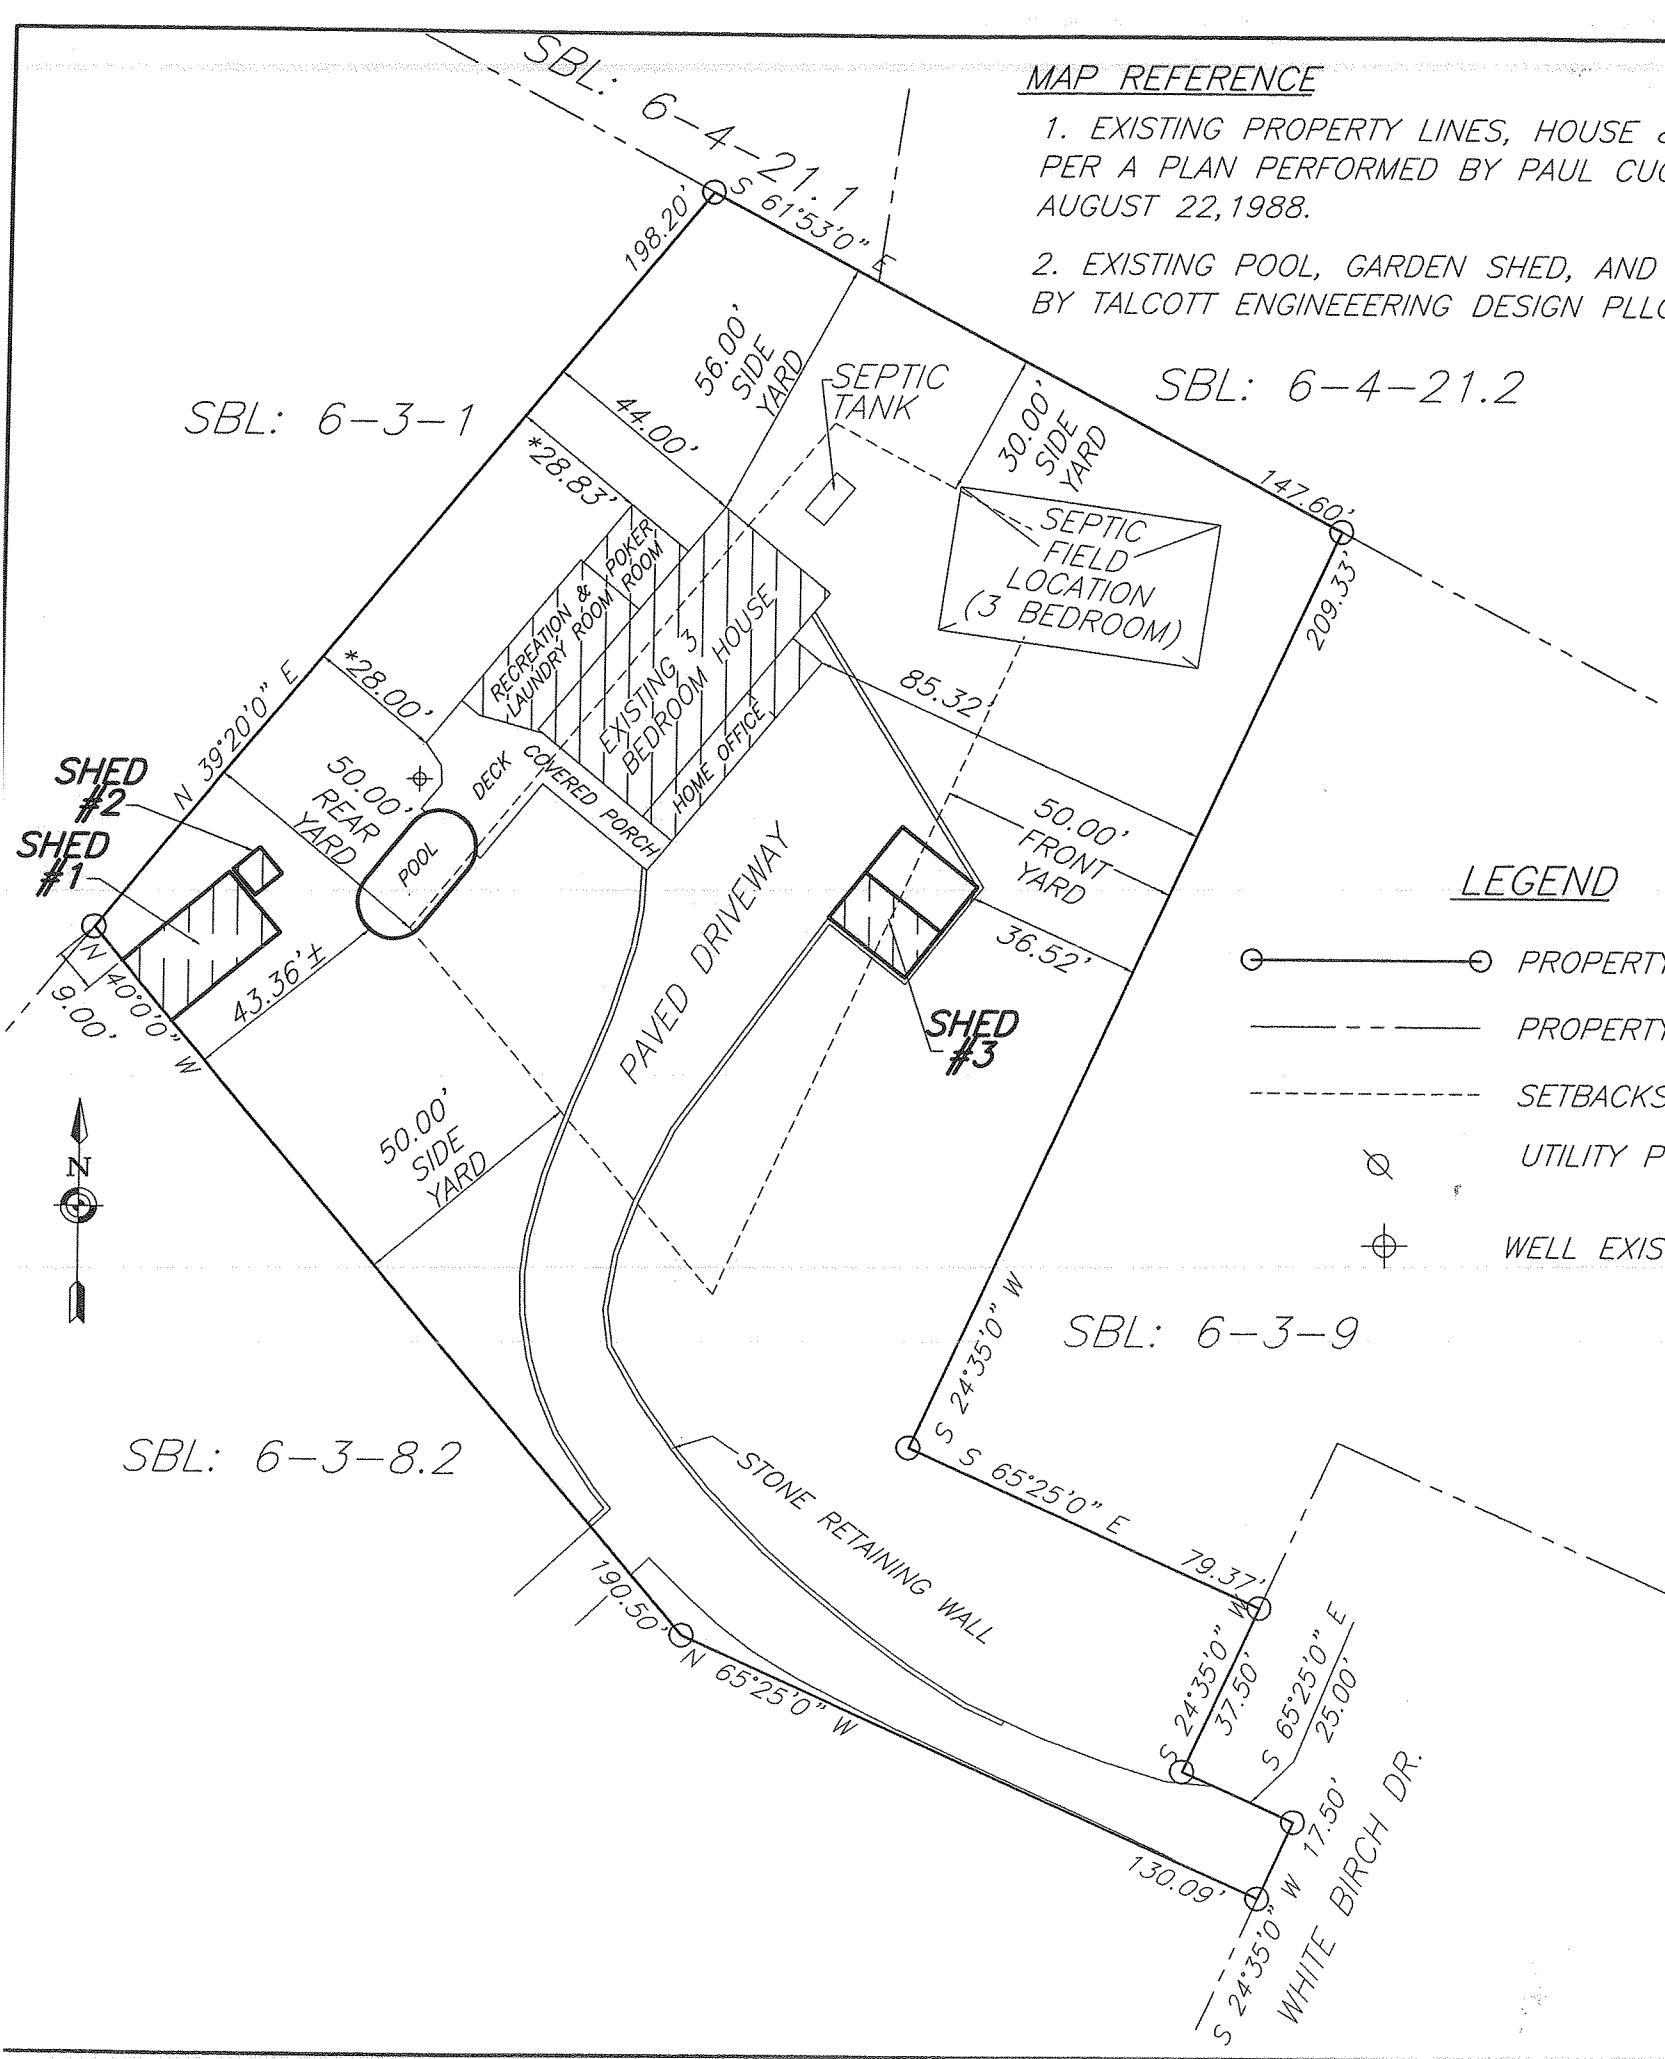 MAP REFERENCE
1. EXISTING PROPERTY LINES, HOUSE
PER A PLAN PERFORMED BY PAUL
AUGUST 22,1988.
2. EXISTING POOL, GARDEN SHED, AND
BY TALCOTT ENGINEEERING DESIGN
SBL: 6-4-21.1
S 61°53'0" E
198.20'
56.00'
SIDE
YARD
SEPTIC
TANK
SBL: 6-4-21.2
30.00'
SIDE
YARD
SBL: 6-3-1
44.00'
*28.83'
147.60'
SEPTIC
FIELD
LOCATION
(3 BEDROOM)
209.33'
POKER
ROOM
RECREATION &
LAUNDRY ROOM
EXISTING 3
BEDROOM HOUSE
HOME OFFICE
85.32'
N 39°20'0" E
*28.00'
50.00'
REAR
YARD
DECK
COVERED PORCH
POOL
SHED
#2
SHED
#1
50.00'
FRONT
YARD
36.52'
PAVED DRIVEWAY
SHED
#3
LEGEND
PROPERTY
PROPERTY
SETBACKS
UTILITY P
WELL EXIS
N 40°0'0" W
9.00'
43.36'±
N
50.00'
SIDE
YARD
S 24°35'0" W
SBL: 6-3-9
SBL: 6-3-8.2
S 65°25'0" E
79.37'
STONE RETAINING WALL
190.50'
N 65°25'0" W
130.09'
S 24°35'0" W
37.50'
S 65°25'0" E
25.00'
S 24°35'0" W 17.50'
WHITE BIRCH DR.